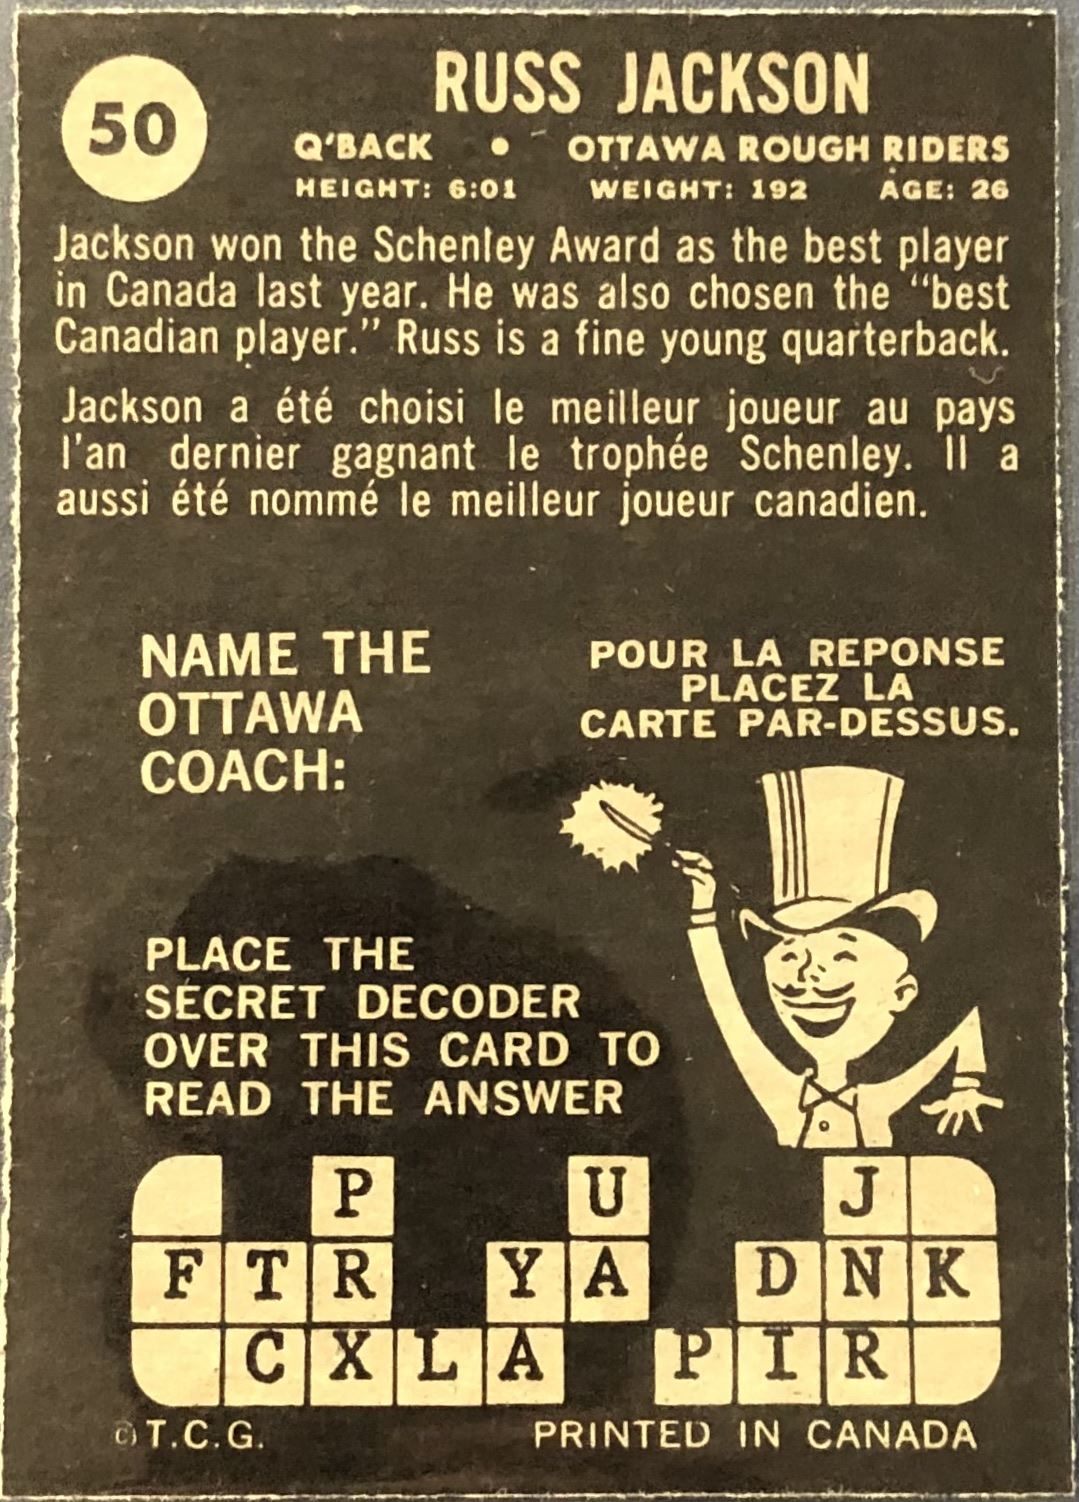 50
RUSS JACKSON
Q'BACK • OTTAWA ROUGH RIDERS
HEIGHT: 6:01 WEIGHT: 192 AGE: 26
Jackson won the Schenley Award as the best player
in Canada last year. He was also chosen the "best
Canadian player." Russ is a fine young quarterback.
Jackson a été choisi le meilleur joueur au pays
l'an dernier gagnant le trophée Schenley. Il a
aussi été nommé le meilleur joueur canadien.
NAME THE
OTTAWA
COACH:
POUR LA REPONSE
PLACEZ LA
CARTE PAR-DESSUS.
PLACE THE
SECRET DECODER
OVER THIS CARD TO
READ THE ANSWER
P U J
F T R Y A D N K
C X L A P I R
© T.C.G. PRINTED IN CANADA